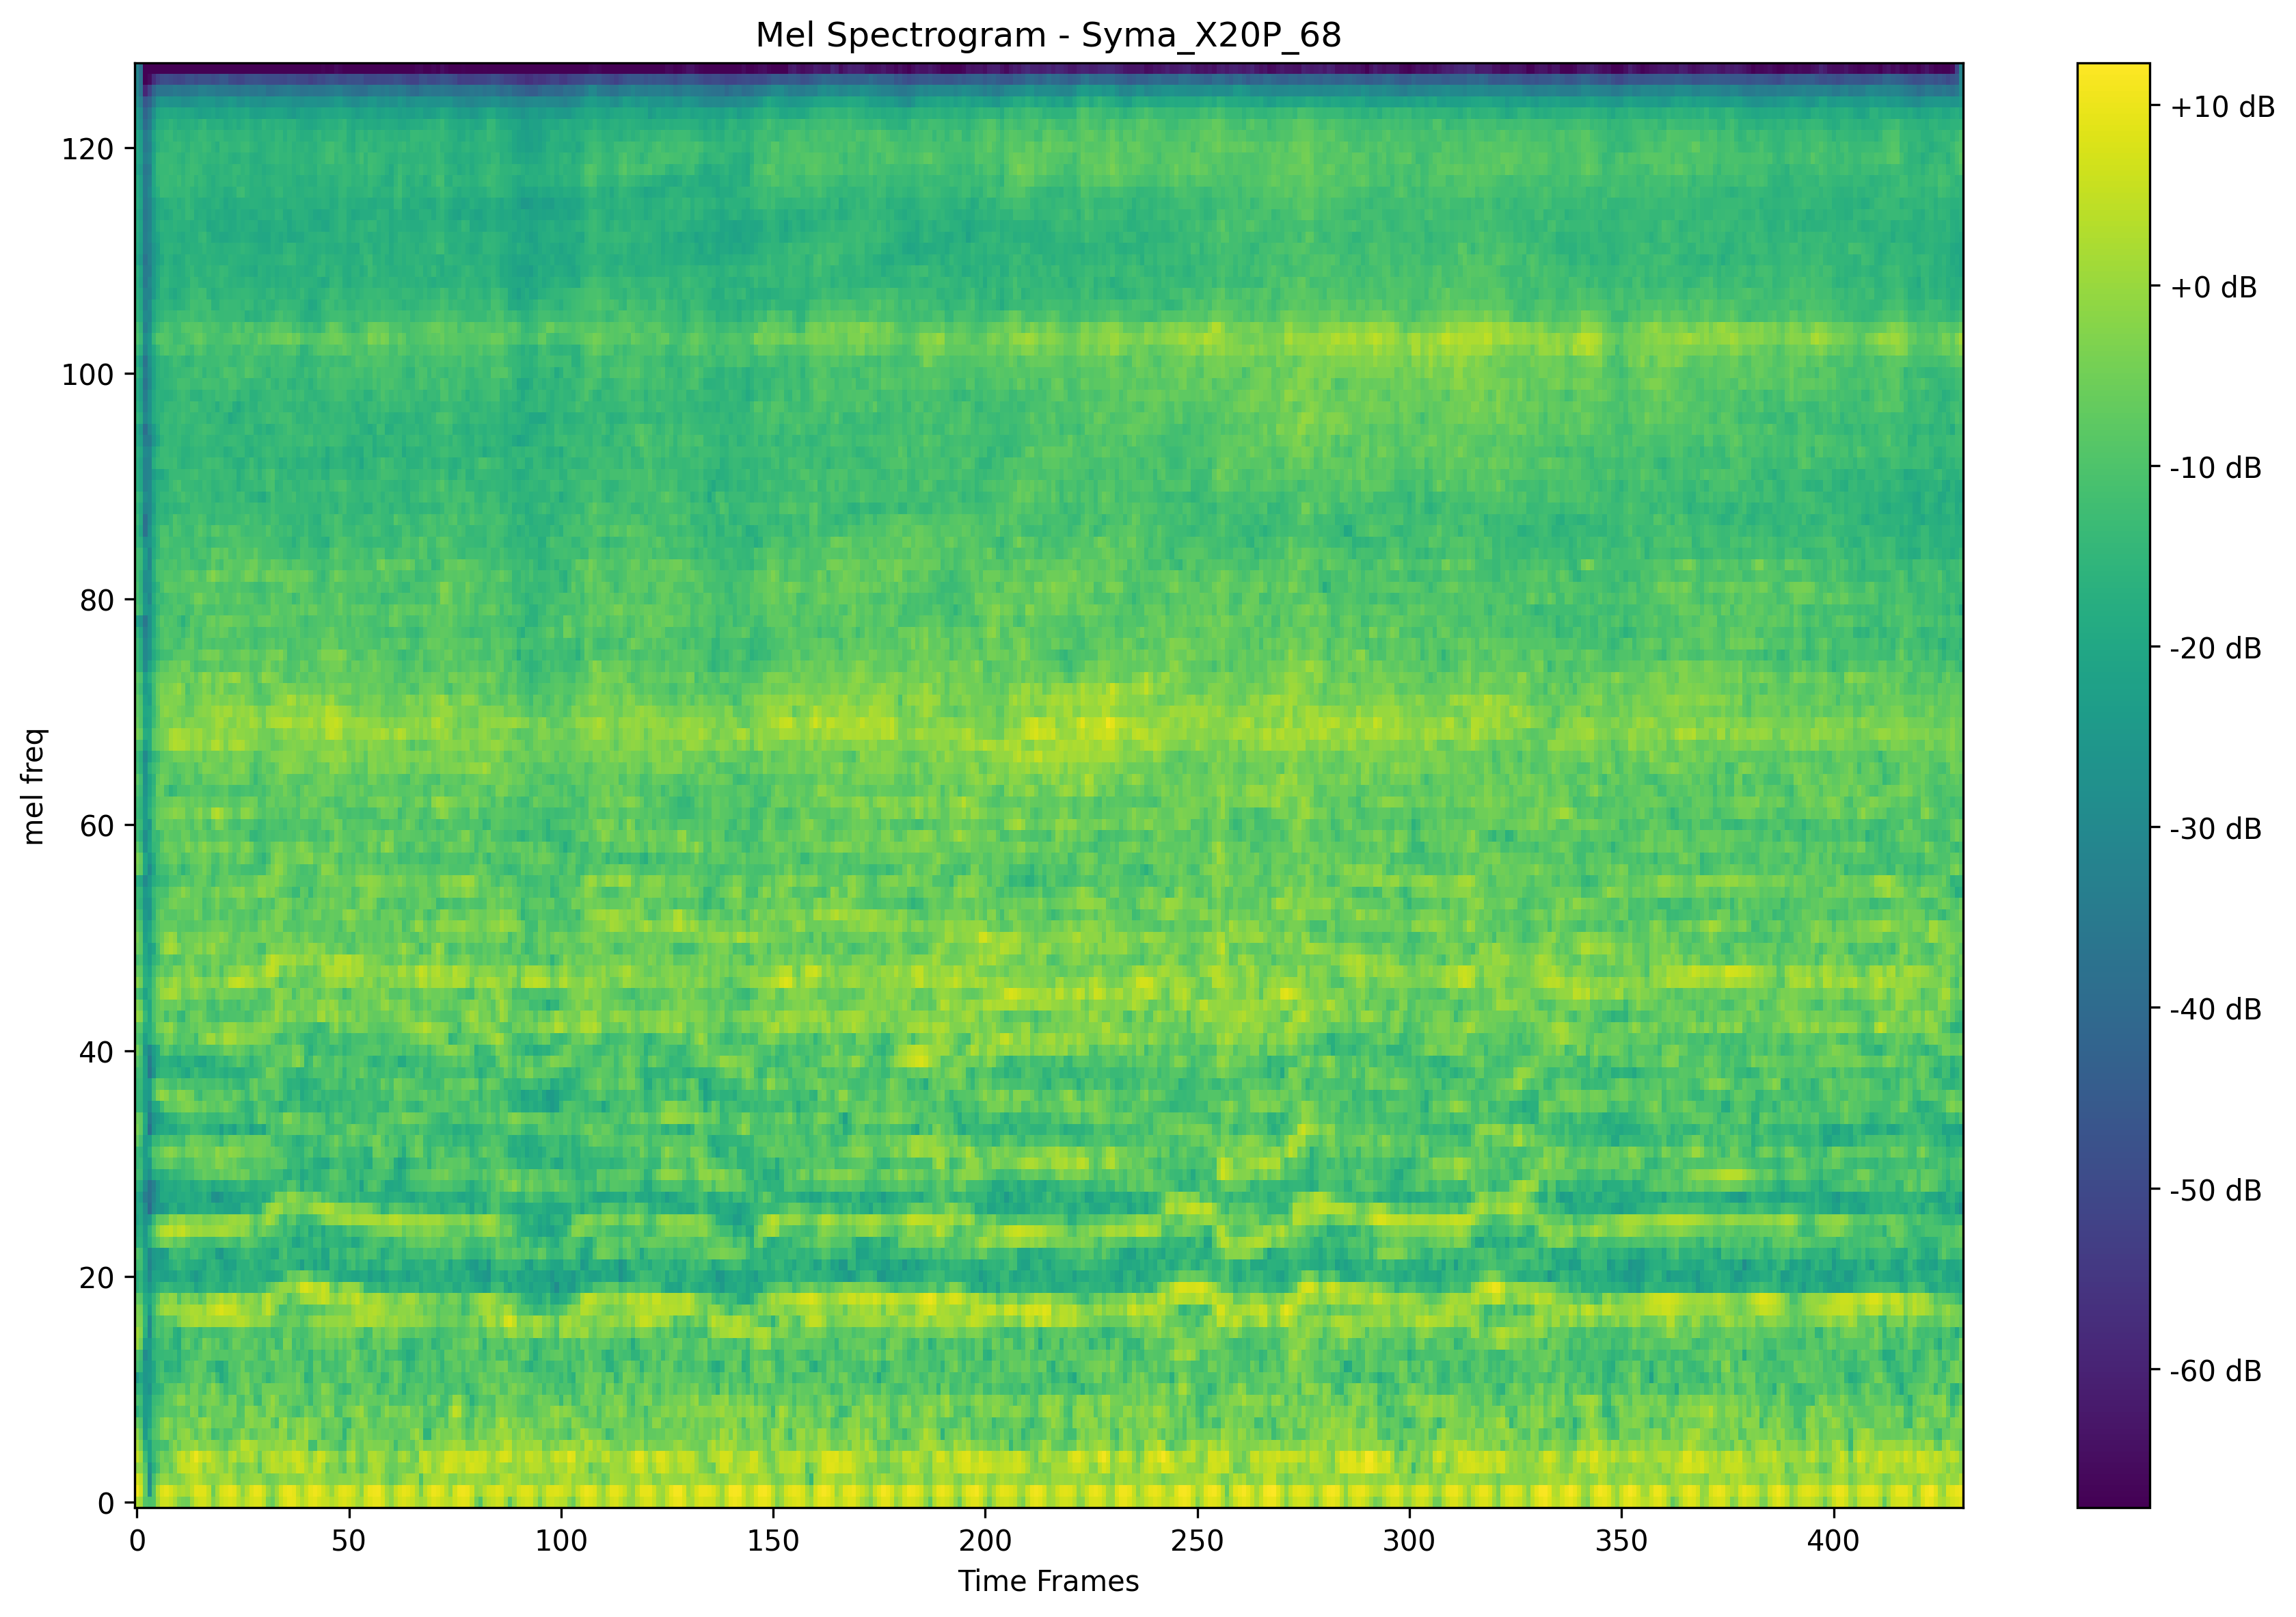 Mel Spectrogram - Syma_X20P_68
mel freq
120
100
80
60
40
20
0
0 50 100 150 200 250 300 350 400
Time Frames
+10 dB
+0 dB
-10 dB
-20 dB
-30 dB
-40 dB
-50 dB
-60 dB